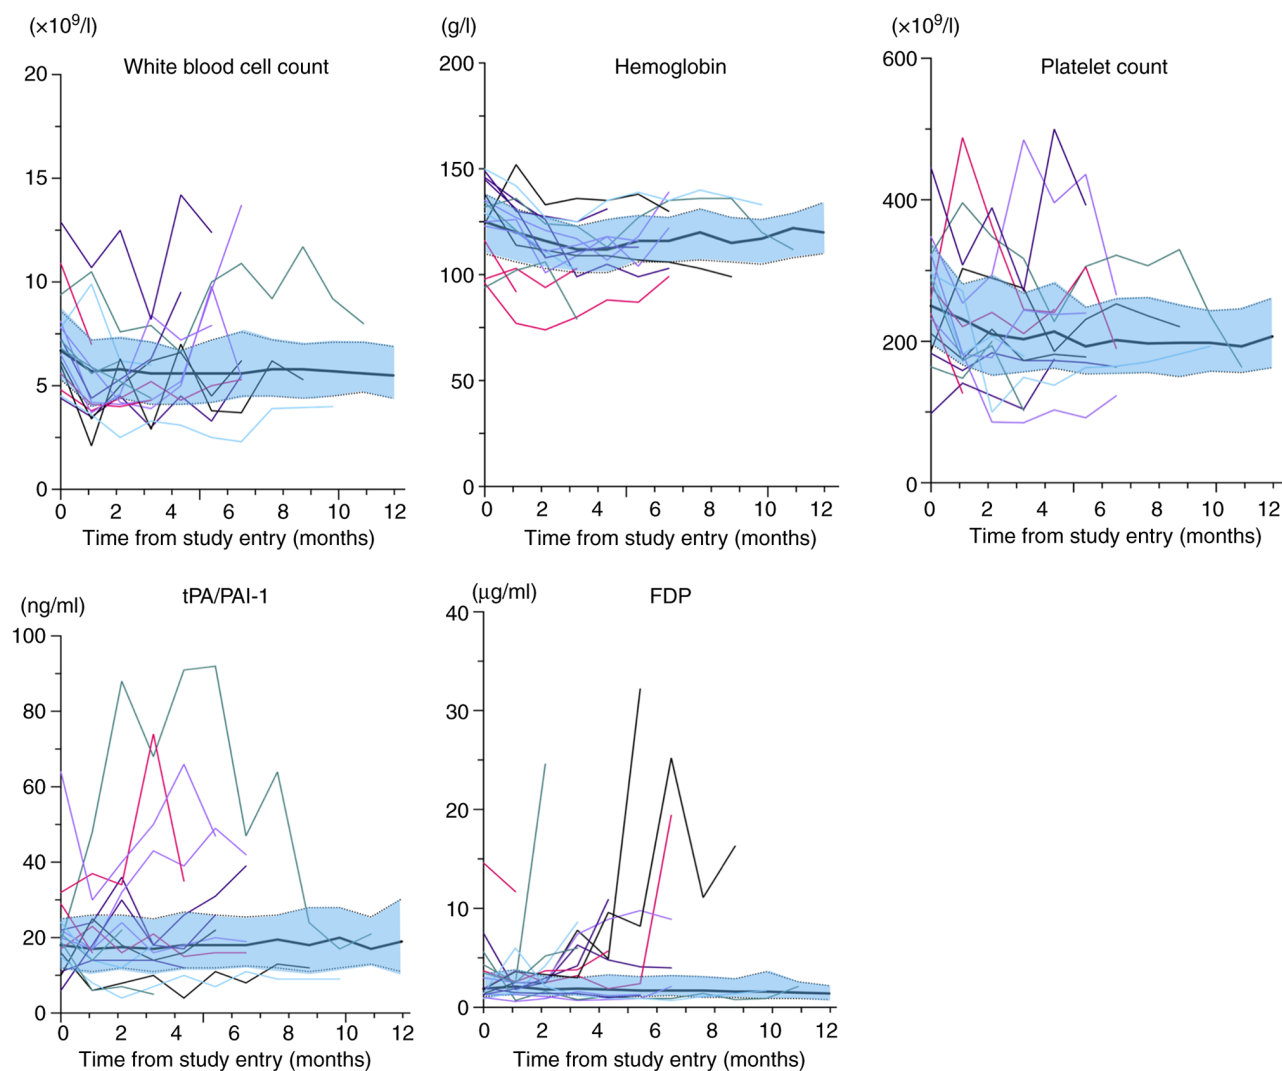 (×10⁹/l)
White blood cell count
20
15
10
5
0
0 2 4 6 8 10 12
Time from study entry (months)
(g/l)
Hemoglobin
200
150
100
50
0
0 2 4 6 8 10 12
Time from study entry (months)
(×10⁹/l)
Platelet count
600
400
200
0
0 2 4 6 8 10 12
Time from study entry (months)
(ng/ml)
tPA/PAI-1
100
80
60
40
20
0
0 2 4 6 8 10 12
Time from study entry (months)
(μg/ml)
FDP
40
30
20
10
0
0 2 4 6 8 10 12
Time from study entry (months)